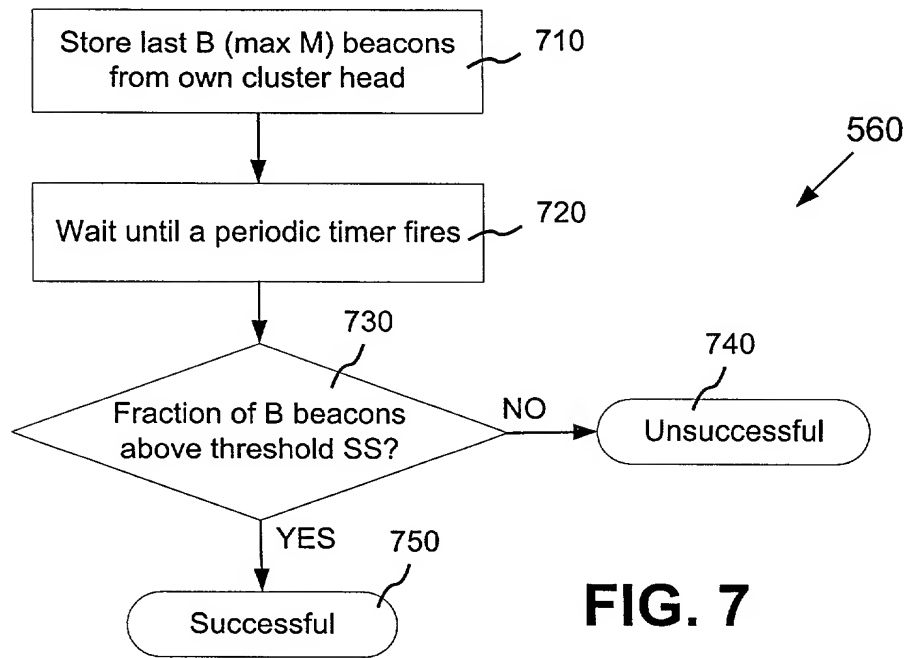 Store last B (max M) beacons
from own cluster head
710
560
Wait until a periodic timer fires
720
730
Fraction of B beacons
above threshold SS?
NO
740
Unsuccessful
YES
750
Successful
FIG. 7